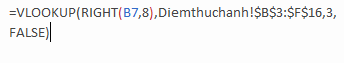 =VLOOKUP(RIGHT(B7,8),Diemthuchanh!$B$3:$F$16,3,
FALSE)